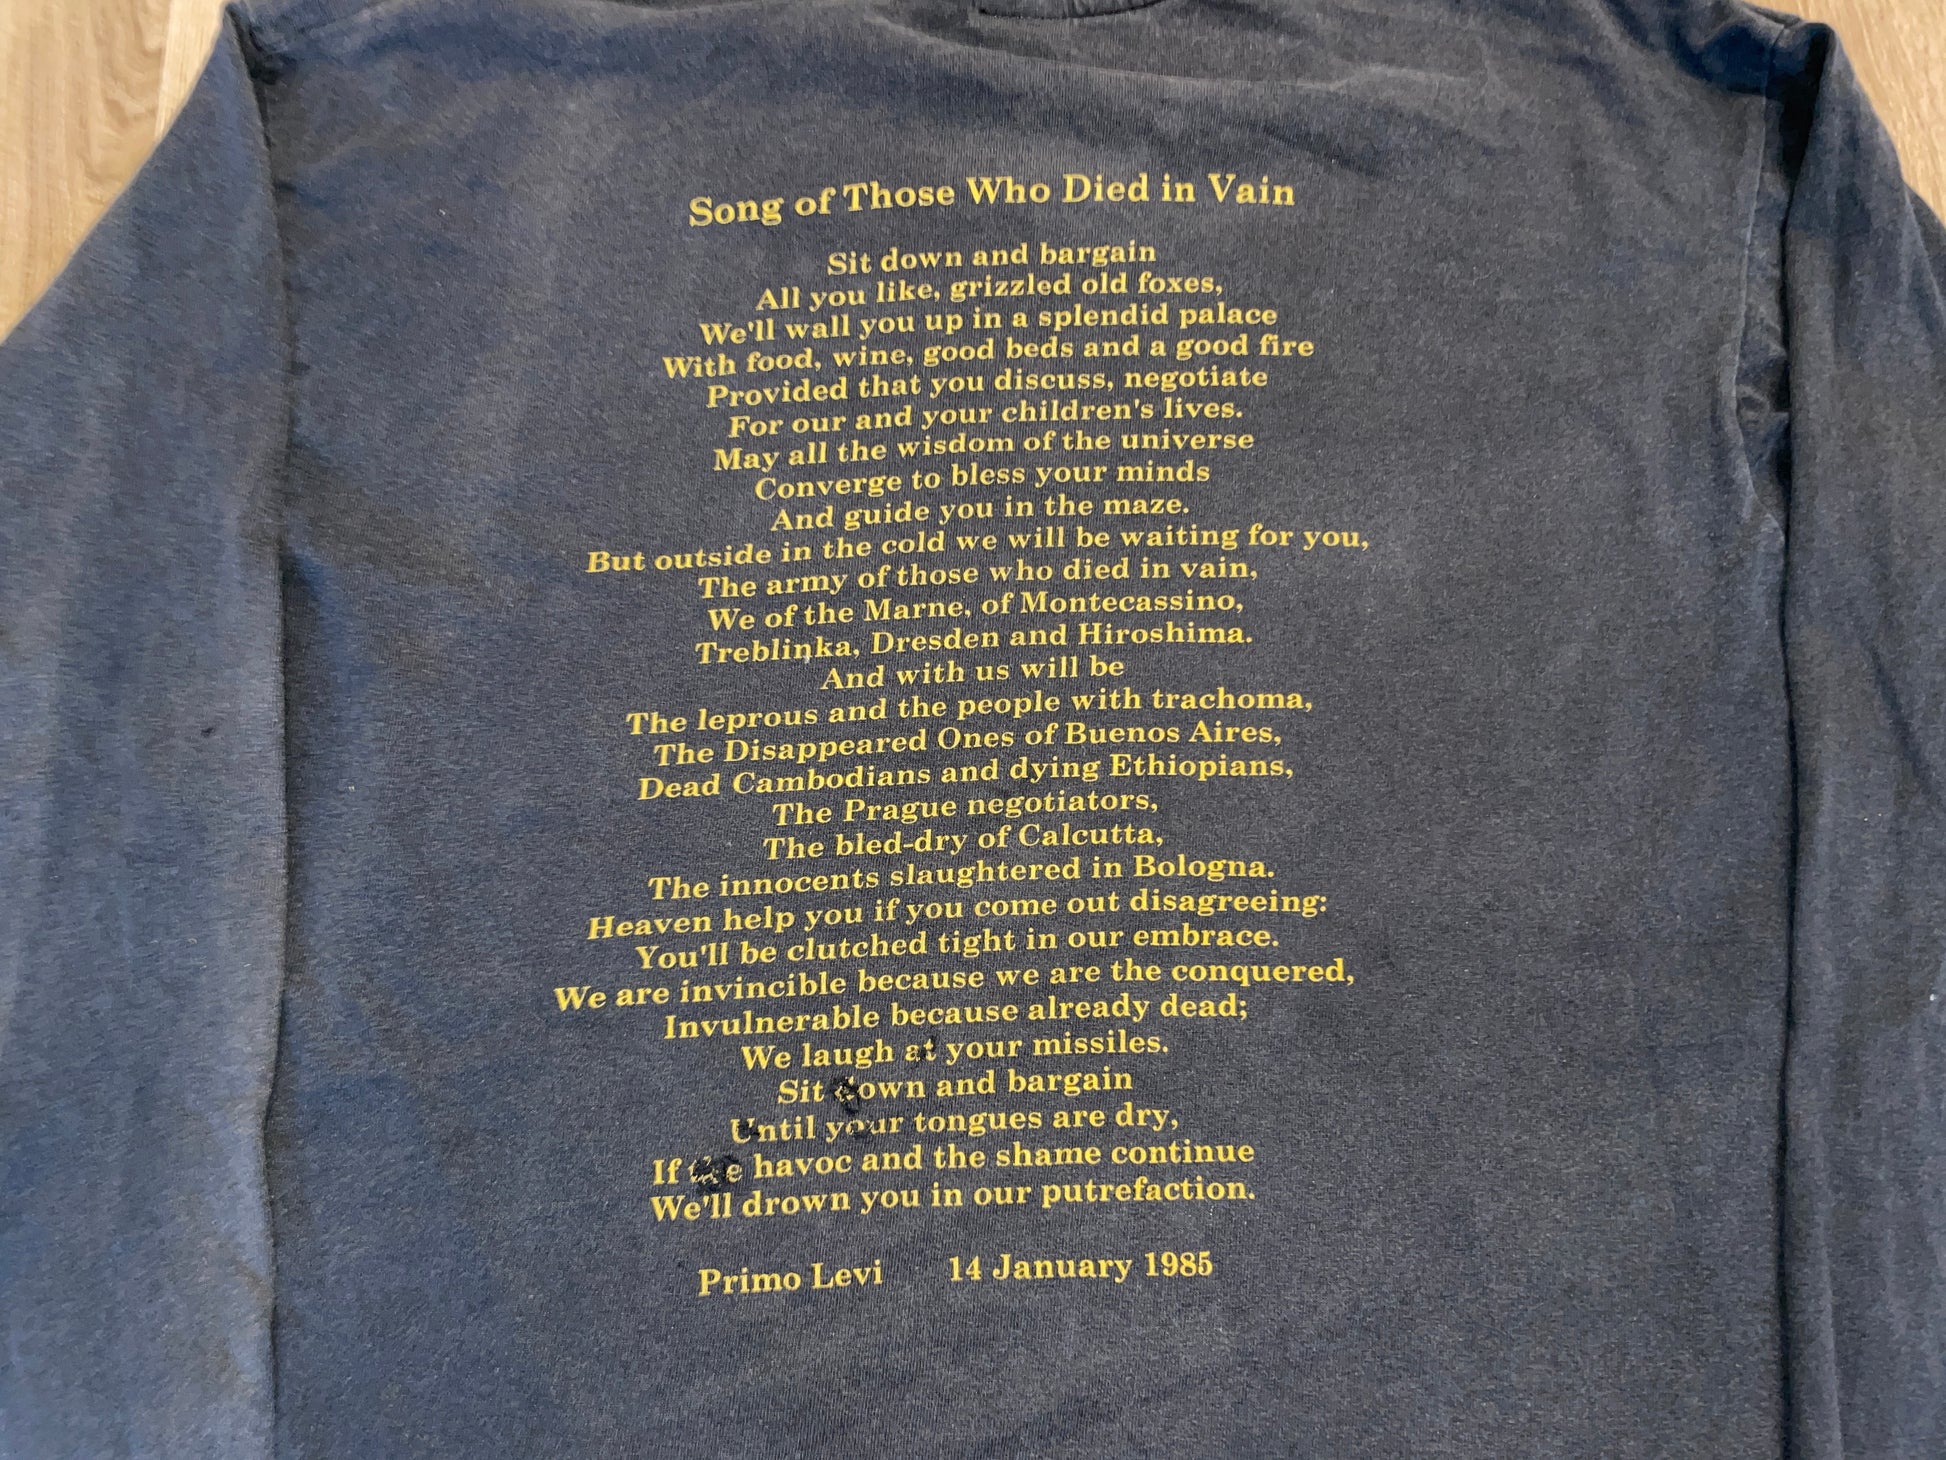 Song of Those Who Died in Vain
Sit down and bargain
All you like, grizzled old foxes,
We'll wall you up in a splendid palace
With food, wine, good beds and a good fire
Provided that you discuss, negotiate
For our and your children's lives.
May all the wisdom of the universe
Converge to bless your minds
And guide you in the maze.
But outside in the cold we will be waiting for you,
The army of those who died in vain,
We of the Marne, of Montecassino,
Treblinka, Dresden and Hiroshima.
And with us will be
The leprous and the people with trachoma,
The Disappeared Ones of Buenos Aires,
Dead Cambodians and dying Ethiopians,
The Prague negotiators,
The bled-dry of Calcutta,
The innocents slaughtered in Bologna.
Heaven help you if you come out disagreeing:
You'll be clutched tight in our embrace.
We are invincible because we are the conquered,
Invulnerable because already dead;
We laugh at your missiles.
Sit down and bargain
Until your tongues are dry,
If the havoc and the shame continue
We'll drown you in our putrefaction.
Primo Levi 14 January 1985